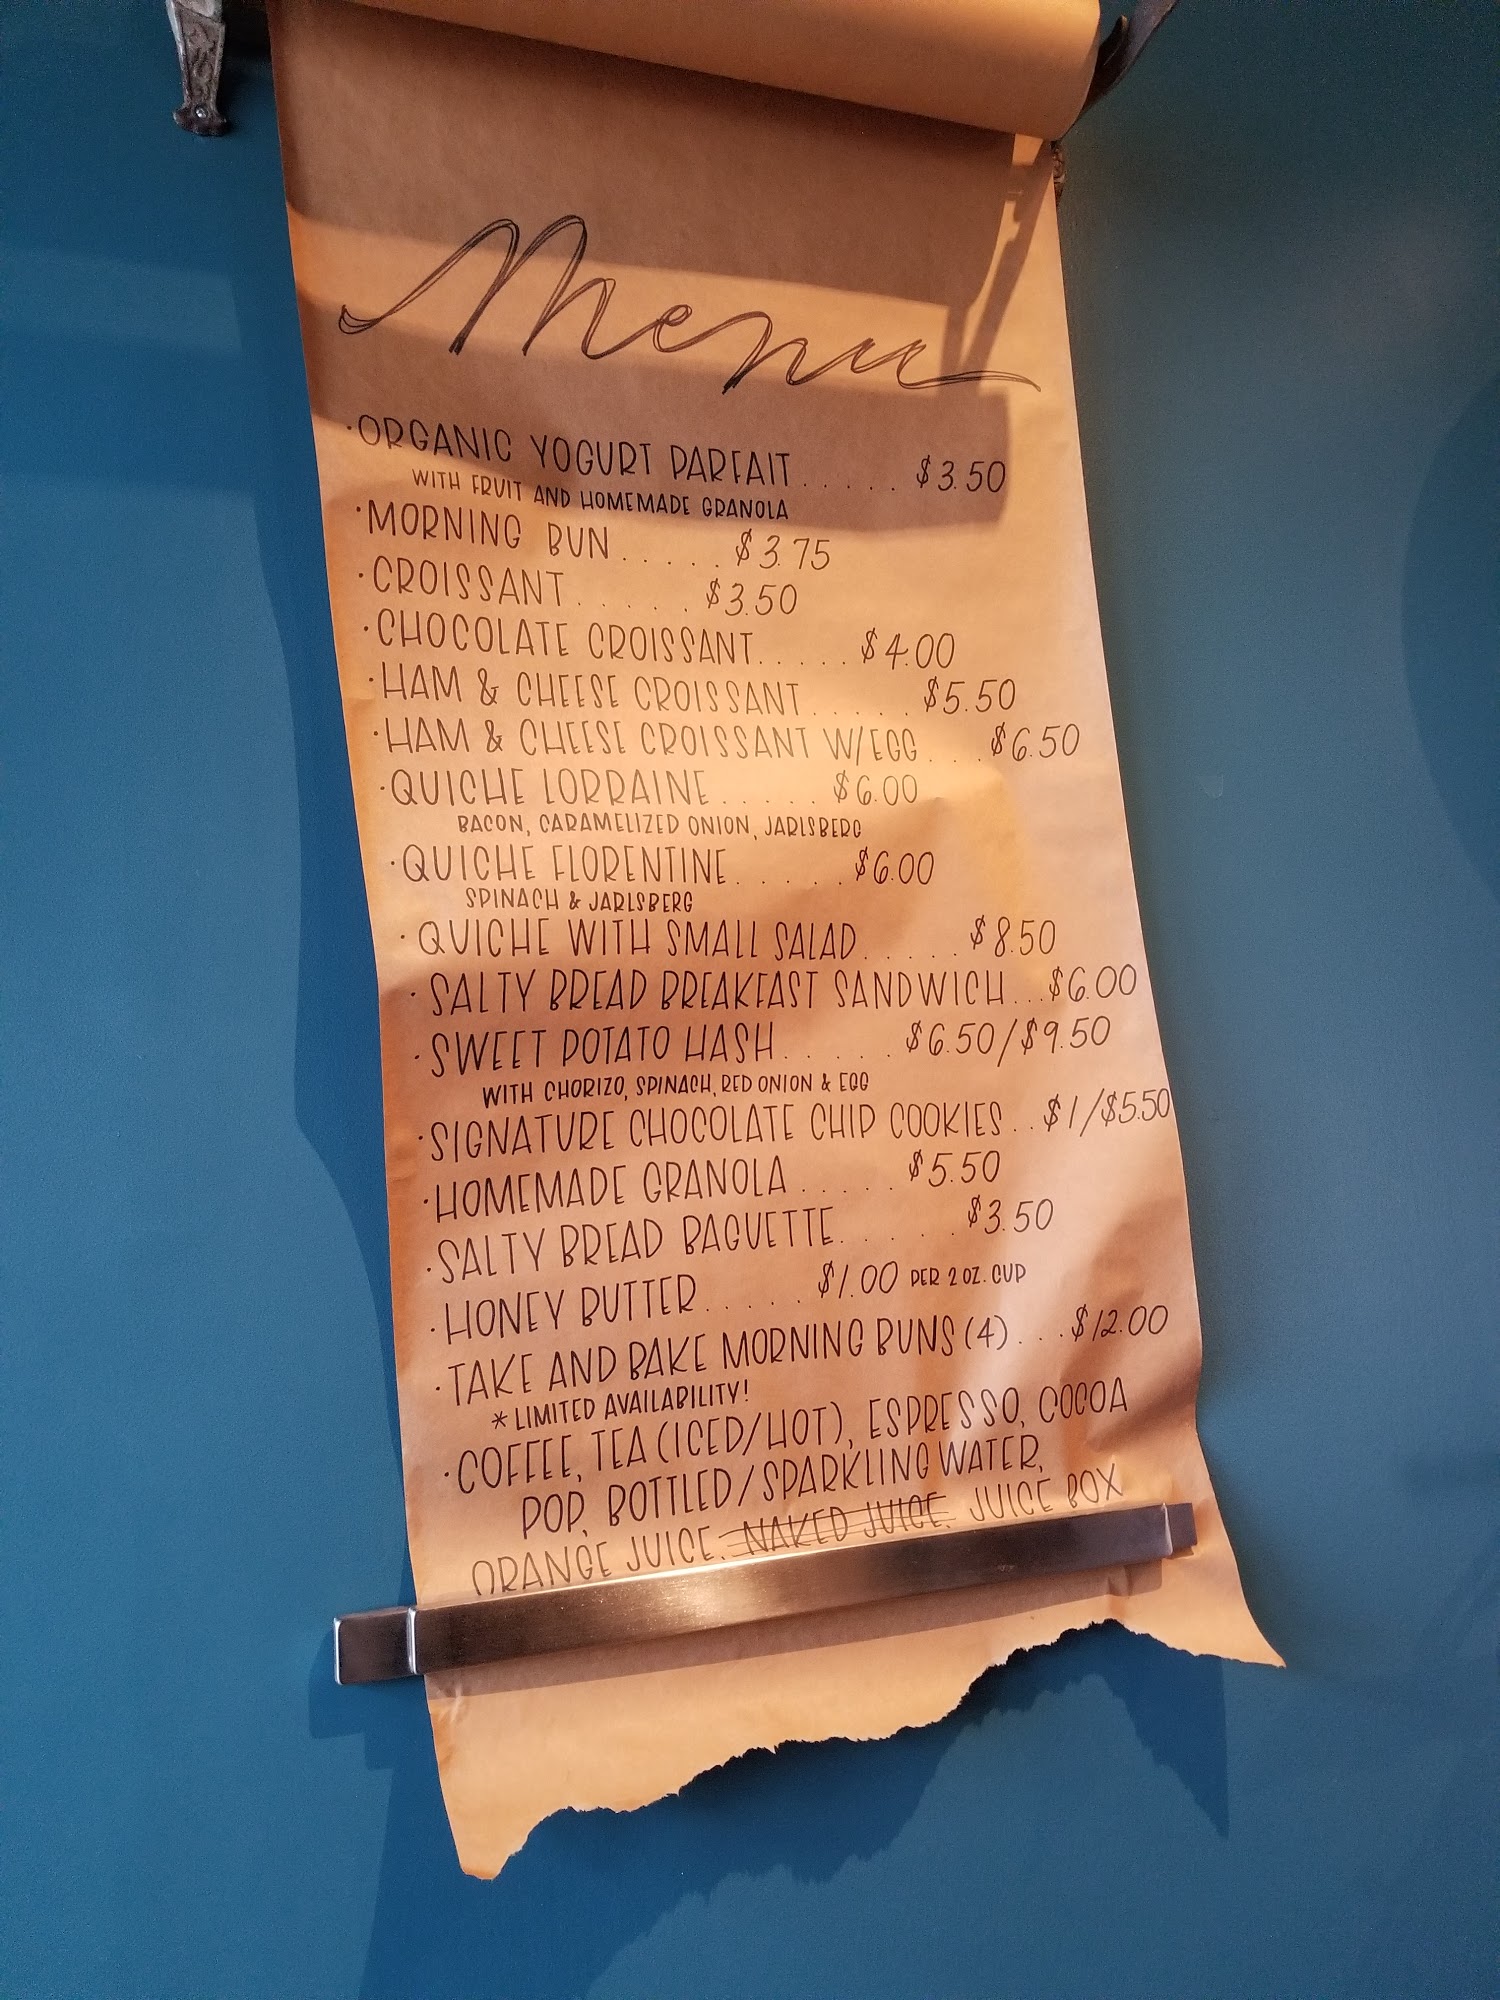 Menu
·ORGANIC YOGURT PARFAIT.....$3.50
WITH FRUIT AND HOMEMADE GRANOLA
·MORNING BUN.....$3.75
·CROISSANT.....$3.50
·CHOCOLATE CROISSANT.....$4.00
·HAM & CHEESE CROISSANT.....$5.50
·HAM & CHEESE CROISSANT W/EGG...$6.50
·QUICHE LORRAINE.....$6.00
BACON, CARAMELIZED ONION, JARLSBERG
·QUICHE FLORENTINE.....$6.00
SPINACH & JARLSBERG
·QUICHE WITH SMALL SALAD.....$8.50
·SALTY BREAD BREAKFAST SANDWICH...$6.00
·SWEET POTATO HASH.....$6.50/$9.50
WITH CHORIZO, SPINACH, RED ONION & EGG
·SIGNATURE CHOCOLATE CHIP COOKIES..$1/$5.50
·HOMEMADE GRANOLA.....$5.50
·SALTY BREAD BAGUETTE.....$3.50
·HONEY BUTTER.....$1.00 PER 2 OZ. CUP
·TAKE AND BAKE MORNING BUNS (4)...$12.00
*LIMITED AVAILABILITY!
·COFFEE, TEA (ICED/HOT), ESPRESSO, COCOA
POP, BOTTLED/SPARKLING WATER,
ORANGE JUICE, NAKED JUICE, JUICE BOX